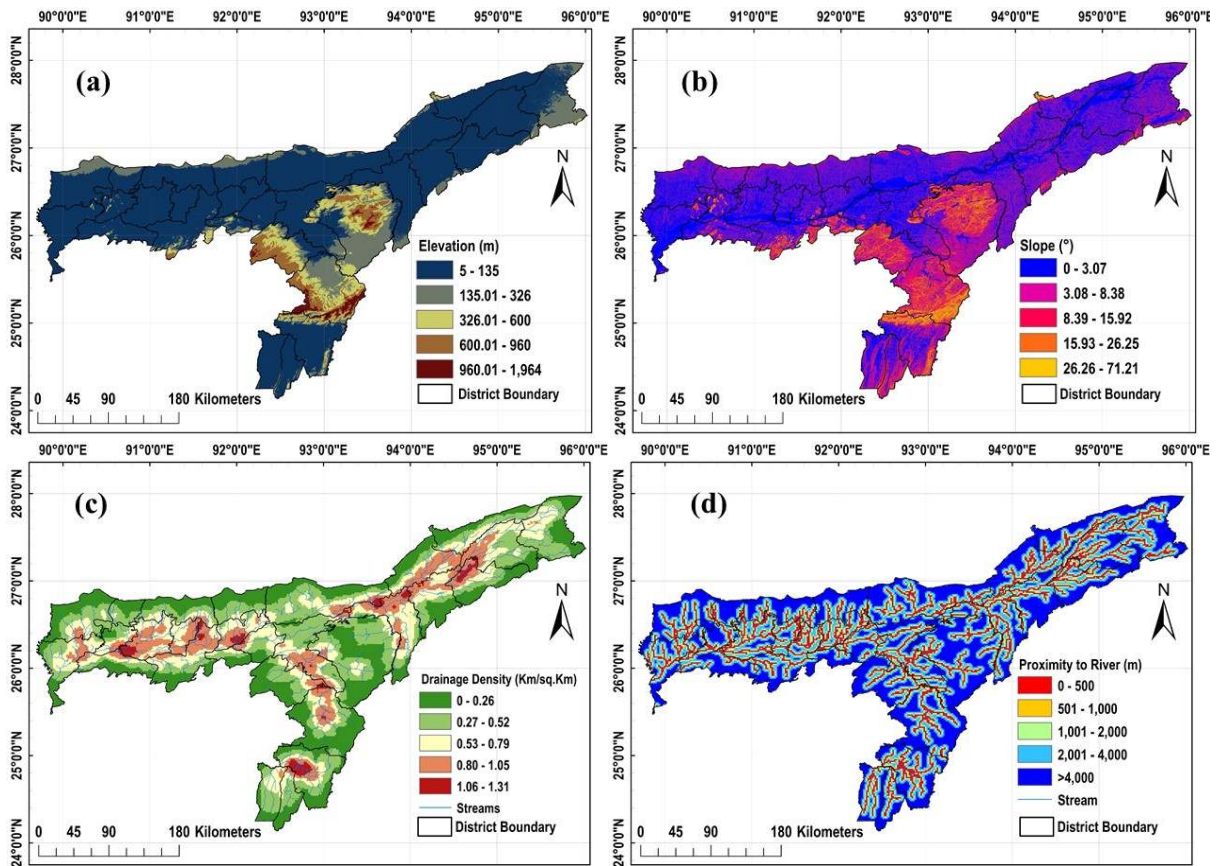 90°0'0"E 91°0'0"E 92°0'0"E 93°0'0"E 94°0'0"E 95°0'0"E 96°0'0"E
28°0'0"N
27°0'0"N
26°0'0"N
25°0'0"N
24°0'0"N
(a)
N
Elevation (m)
5 - 135
135.01 - 326
326.01 - 600
600.01 - 960
960.01 - 1,964
District Boundary
0 45 90 180 Kilometers
90°0'0"E 91°0'0"E 92°0'0"E 93°0'0"E 94°0'0"E 95°0'0"E 96°0'0"E
28°0'0"N
27°0'0"N
26°0'0"N
25°0'0"N
24°0'0"N
(b)
N
Slope (°)
0 - 3.07
3.08 - 8.38
8.39 - 15.92
15.93 - 26.25
26.26 - 71.21
District Boundary
0 45 90 180 Kilometers
90°0'0"E 91°0'0"E 92°0'0"E 93°0'0"E 94°0'0"E 95°0'0"E 96°0'0"E
28°0'0"N
27°0'0"N
26°0'0"N
25°0'0"N
24°0'0"N
(c)
N
Drainage Density (Km/sq.Km)
0 - 0.26
0.27 - 0.52
0.53 - 0.79
0.80 - 1.05
1.06 - 1.31
Streams
District Boundary
0 45 90 180 Kilometers
90°0'0"E 91°0'0"E 92°0'0"E 93°0'0"E 94°0'0"E 95°0'0"E 96°0'0"E
28°0'0"N
27°0'0"N
26°0'0"N
25°0'0"N
24°0'0"N
(d)
N
Proximity to River (m)
0 - 500
501 - 1,000
1,001 - 2,000
2,001 - 4,000
>4,000
Stream
District Boundary
0 45 90 180 Kilometers